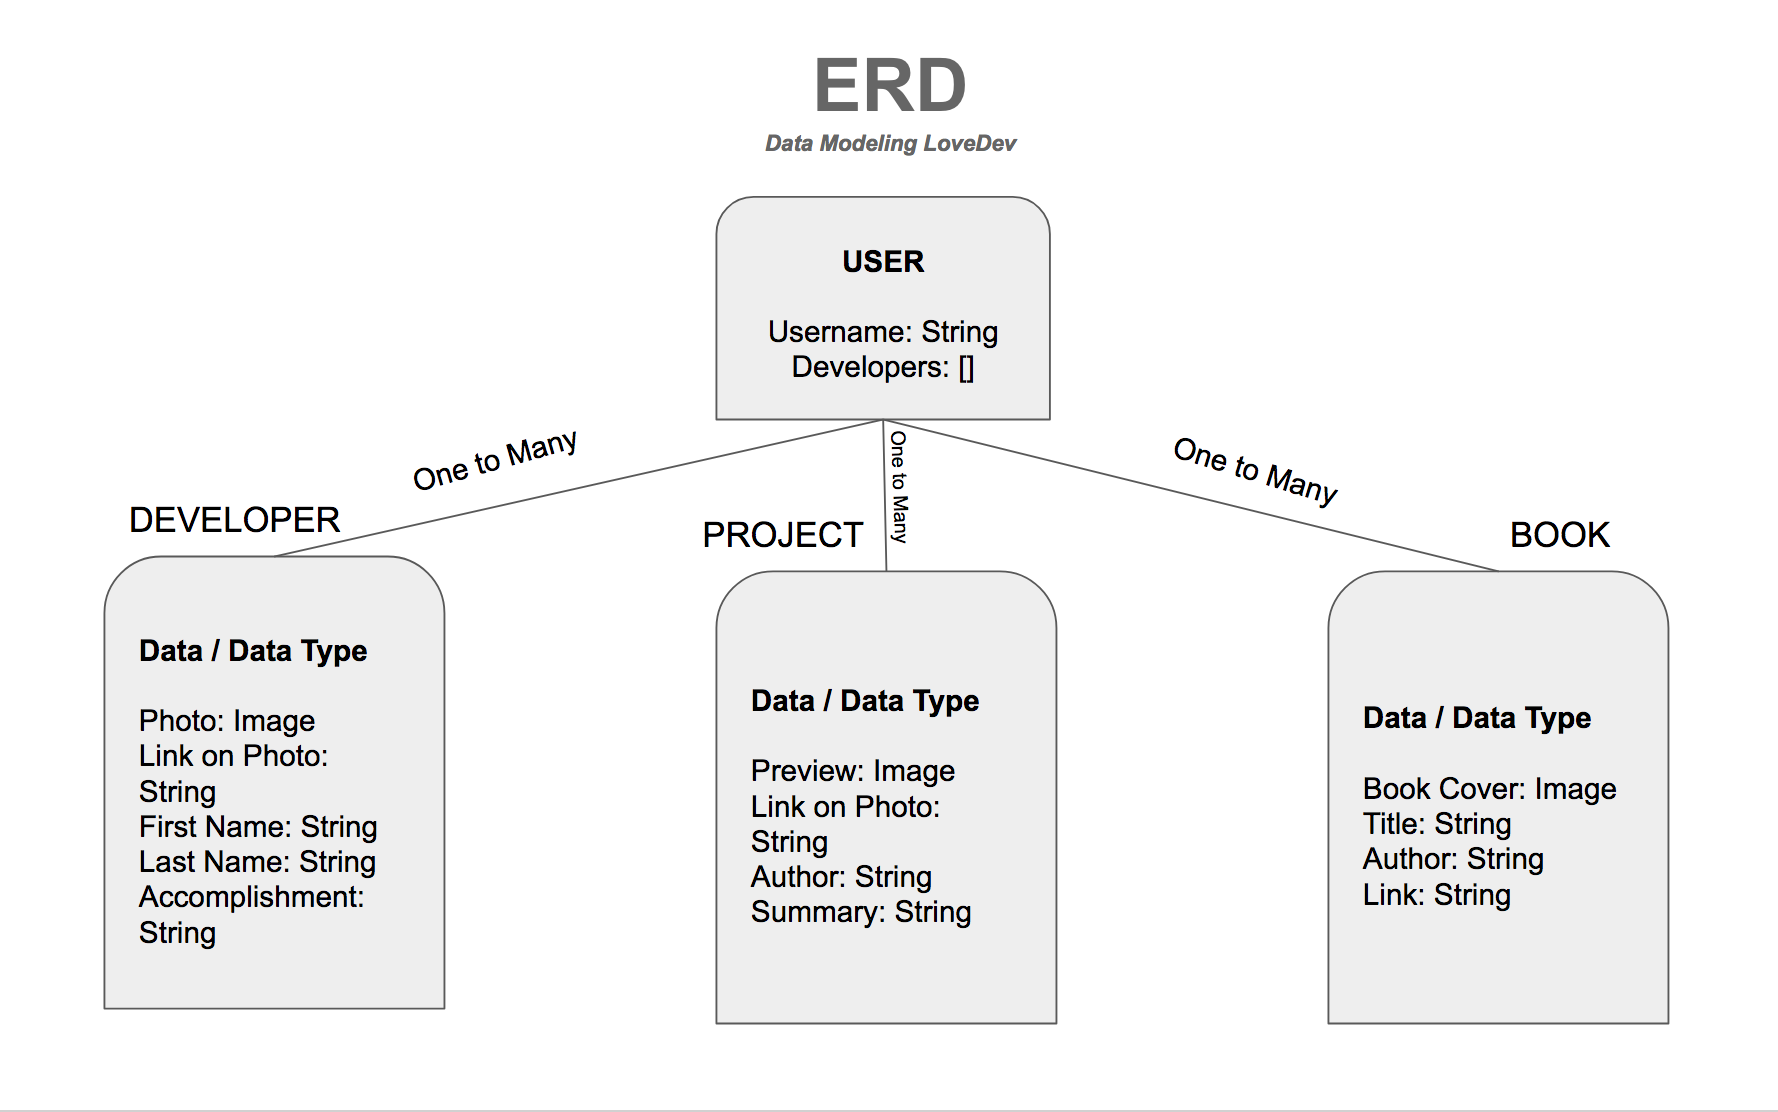 ERD
Data Modeling LoveDev
USER
Username: String
Developers: []
One to Many
One to Many
One to Many
DEVELOPER
Data / Data Type
Photo: Image
Link on Photo:
String
First Name: String
Last Name: String
Accomplishment:
String
PROJECT
Data / Data Type
Preview: Image
Link on Photo:
String
Author: String
Summary: String
BOOK
Data / Data Type
Book Cover: Image
Title: String
Author: String
Link: String